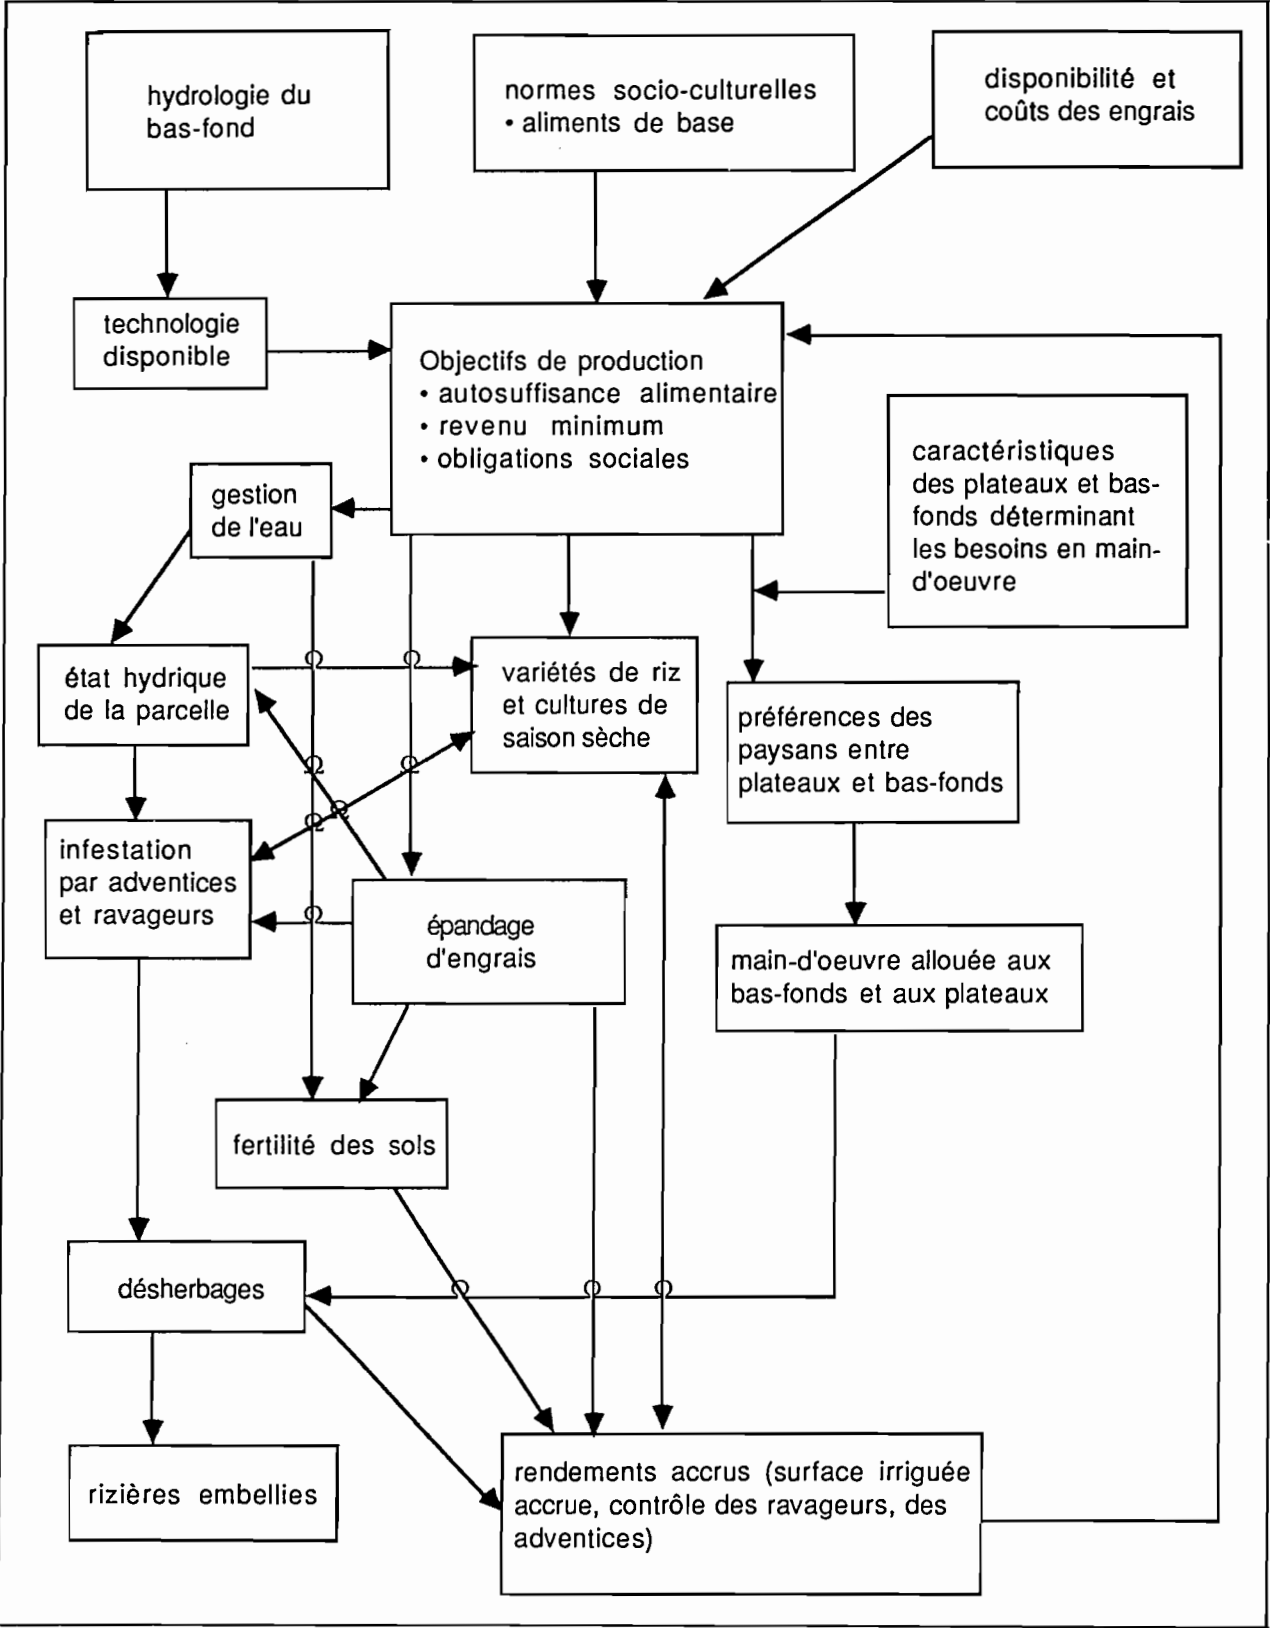 hydrologie du
bas-fond
normes socio-culturelles
• aliments de base
disponibilité et
coûts des engrais
technologie
disponible
Objectifs de production
• autosuffisance alimentaire
• revenu minimum
• obligations sociales
caractéristiques
des plateaux et bas-
fonds déterminant
les besoins en main-
d'oeuvre
gestion
de l'eau
état hydrique
de la parcelle
variétés de riz
et cultures de
saison sèche
préférences des
paysans entre
plateaux et bas-fonds
infestation
par adventices
et ravageurs
épandage
d'engrais
main-d'oeuvre allouée aux
bas-fonds et aux plateaux
fertilité des sols
désherbages
rizières embellies
rendements accrus (surface irriguée
accrue, contrôle des ravageurs, des
adventices)